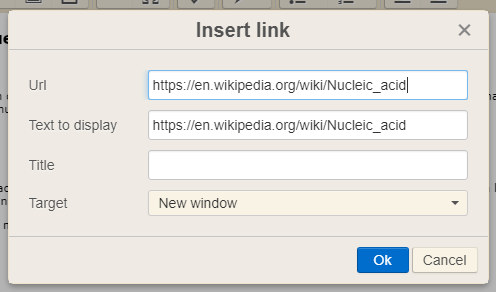 Insert link
×
Url https://en.wikipedia.org/wiki/Nucleic_acid
Text to display https://en.wikipedia.org/wiki/Nucleic_acid
Title
Target New window
Ok Cancel